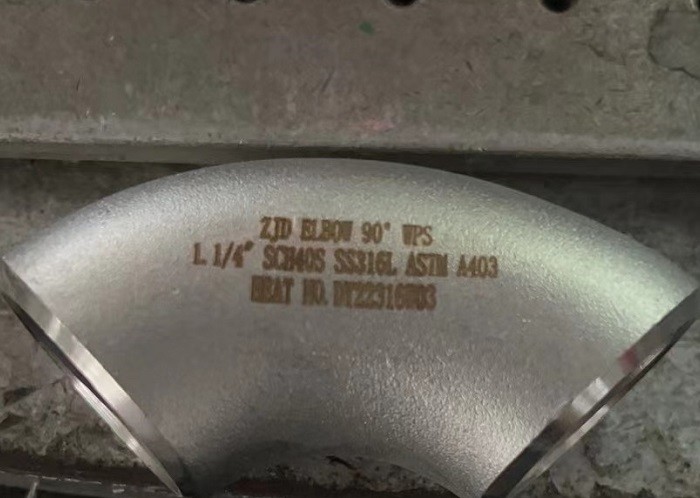 ZJD ELBOW 90° WPS
1.1/4" SCH40S SS316L ASTM A403
HEAT NO.